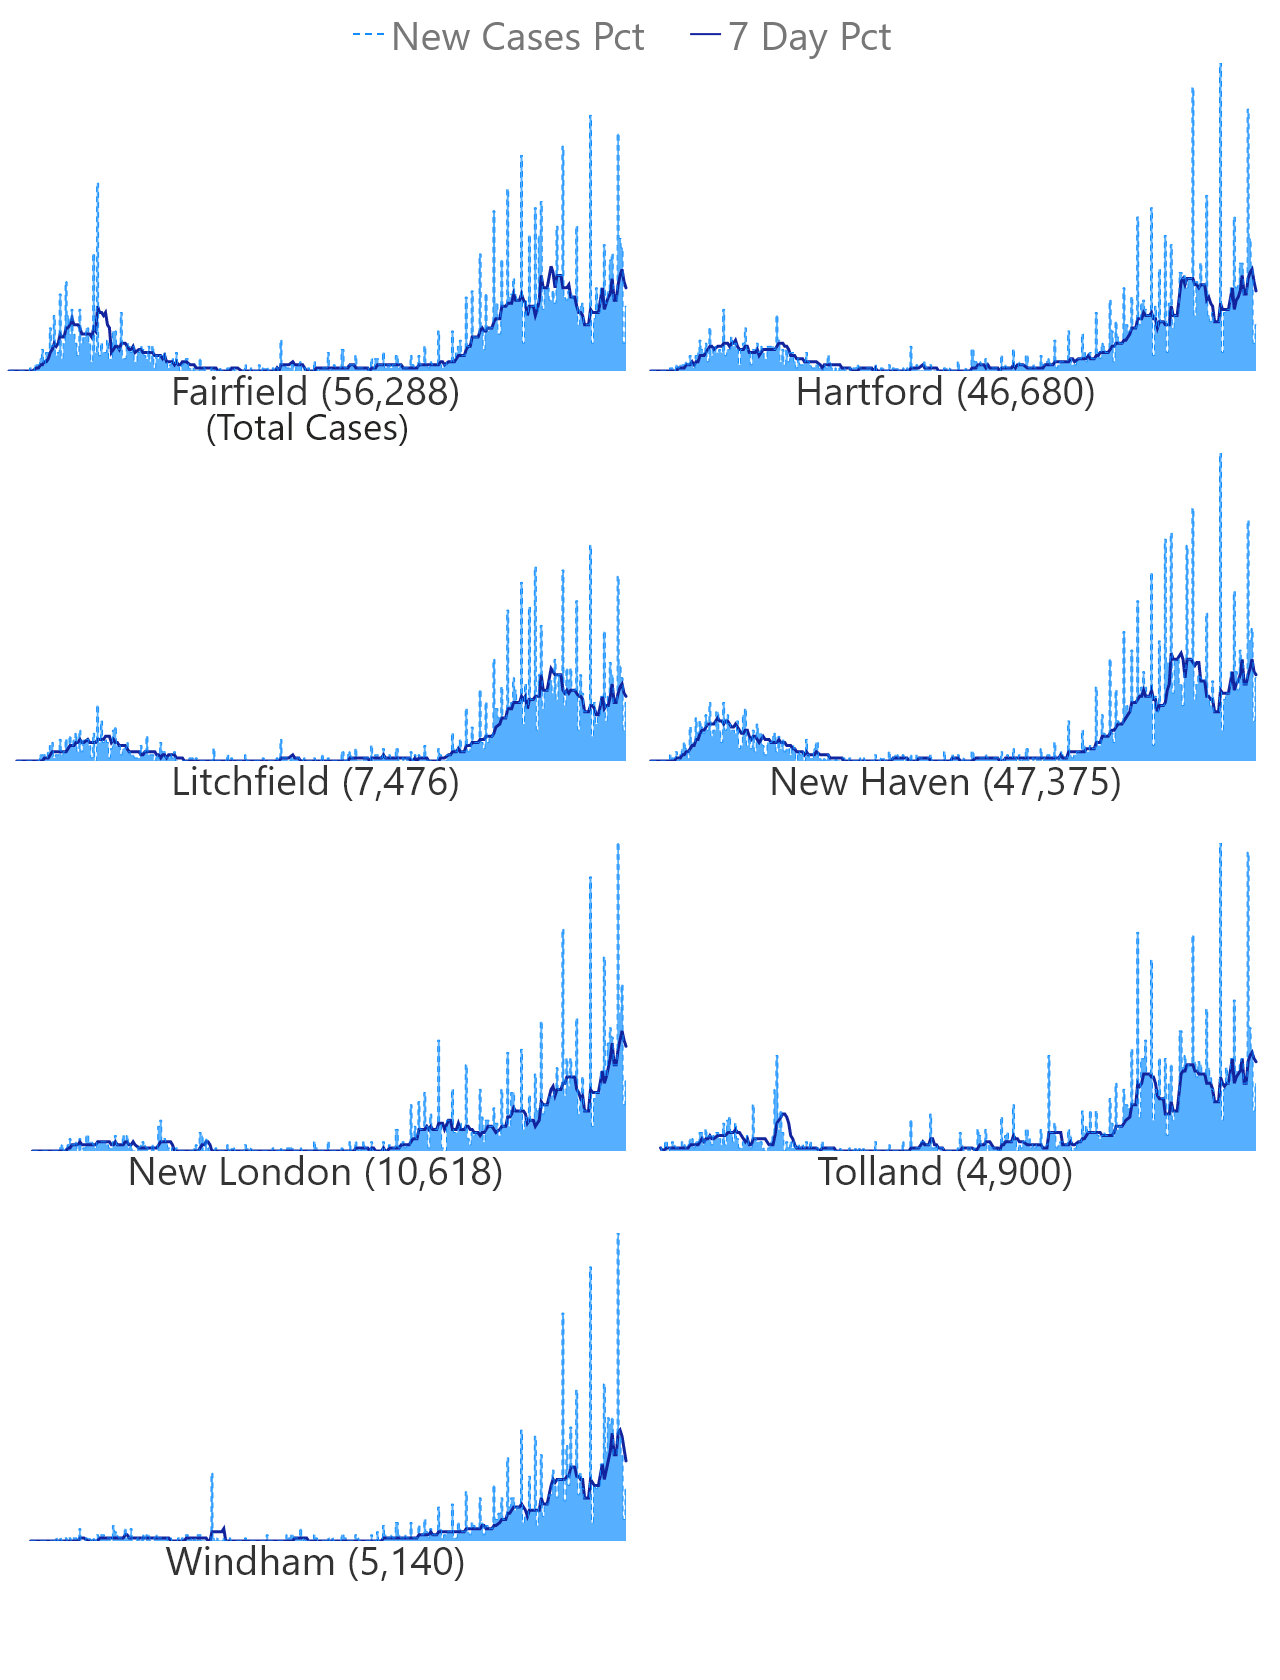 New Cases Pct 7 Day Pct
Fairfield (56,288) Hartford (46,680)
(Total Cases)
Litchfield (7,476) New Haven (47,375)
New London (10,618) Tolland (4,900)
Windham (5,140)